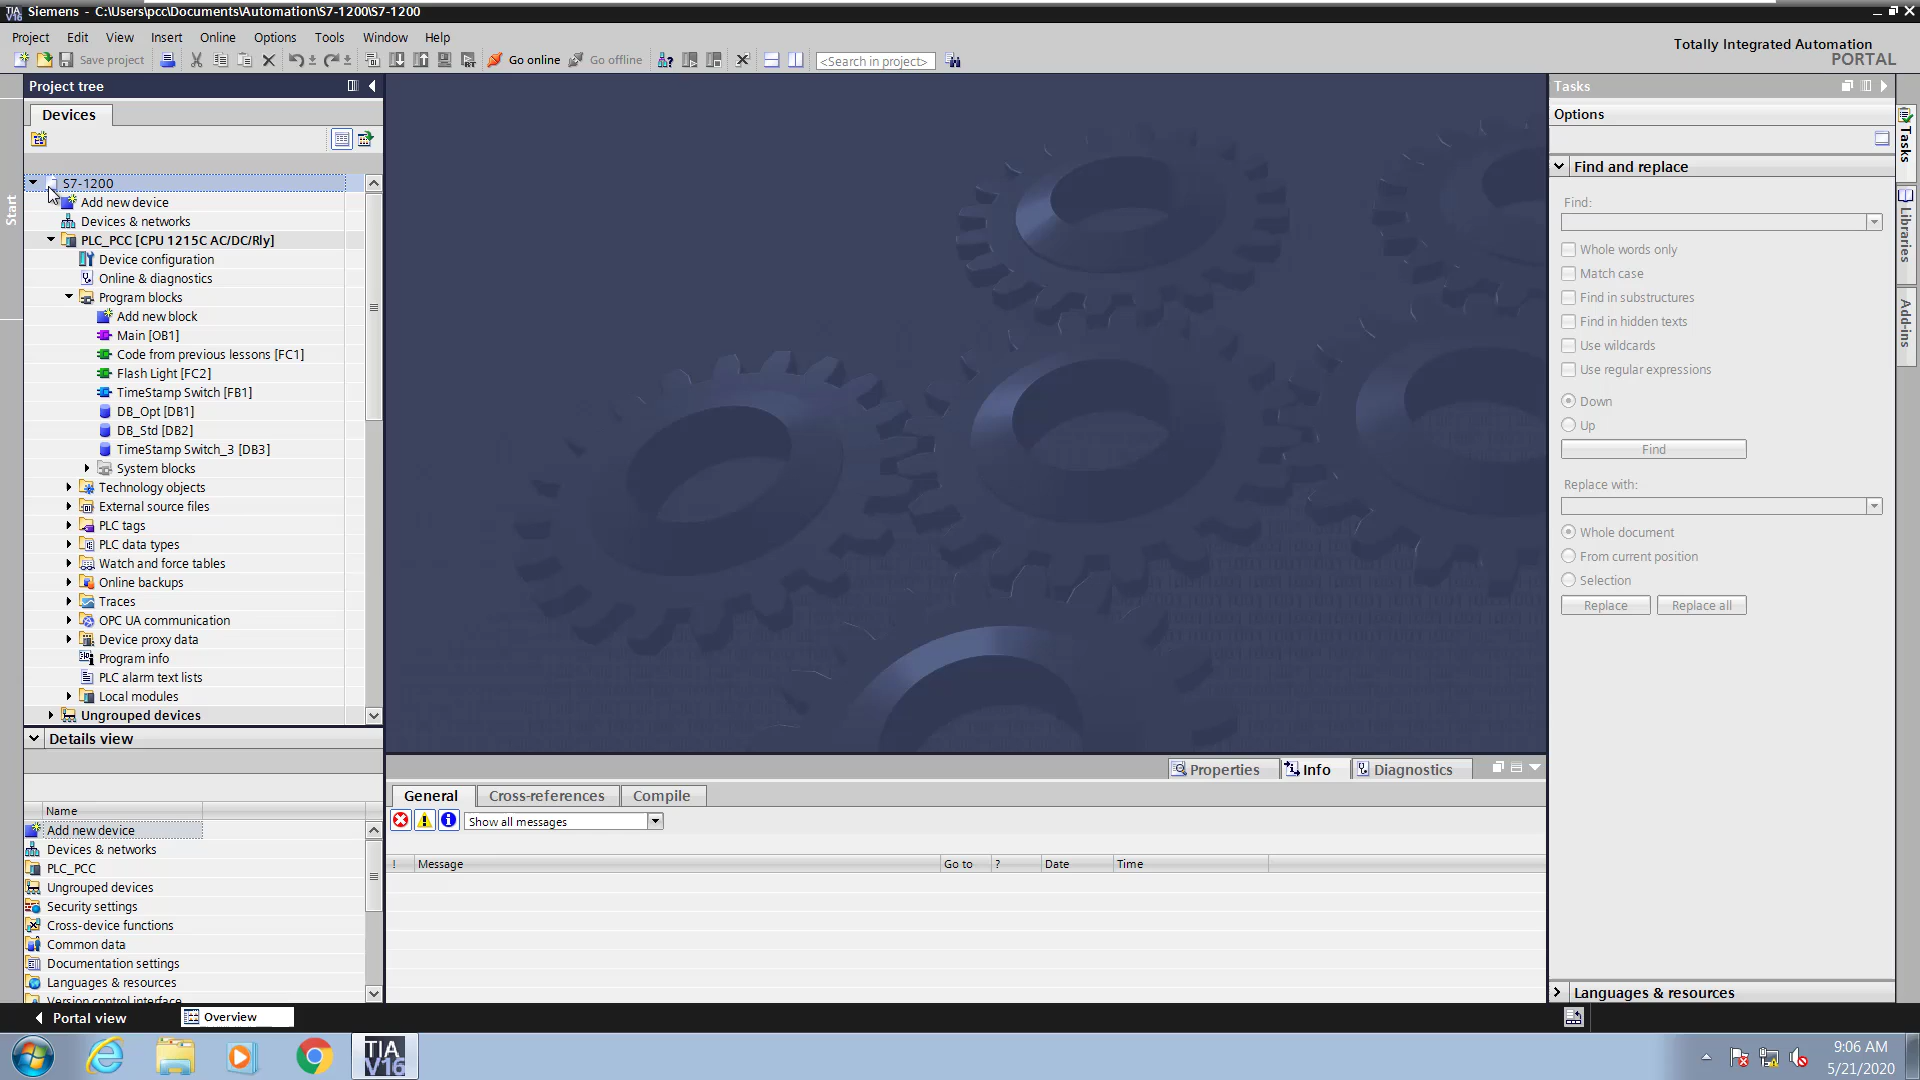 Siemens - C:\Users\pcc\Documents\Automation\S7-1200\S7-1200
Project Edit View Insert Online Options Tools Window Help
Totally Integrated Automation
PORTAL
Save project Go online Go offline <Search in project>
Project tree
Devices
Start
S7-1200
Add new device
Devices & networks
PLC_PCC [CPU 1215C AC/DC/Rly]
Device configuration
Online & diagnostics
Program blocks
Add new block
Main [OB1]
Code from previous lessons [FC1]
Flash Light [FC2]
TimeStamp Switch [FB1]
DB_Opt [DB1]
DB_Std [DB2]
TimeStamp Switch_3 [DB3]
System blocks
Technology objects
External source files
PLC tags
PLC data types
Watch and force tables
Online backups
Traces
OPC UA communication
Device proxy data
Program info
PLC alarm text lists
Local modules
Ungrouped devices
Details view
Name
Add new device
Devices & networks
PLC_PCC
Ungrouped devices
Security settings
Cross-device functions
Common data
Documentation settings
Languages & resources
Version control interface
Properties Info Diagnostics
General Cross-references Compile
Show all messages
! Message Go to ? Date Time
Tasks
Options
Find and replace
Find:
Whole words only
Match case
Find in substructures
Find in hidden texts
Use wildcards
Use regular expressions
Down
Up
Find
Replace with:
Whole document
From current position
Selection
Replace Replace all
Languages & resources
Tasks
Libraries
Add-ins
Portal view Overview
TIA
V16
9:06 AM
5/21/2020